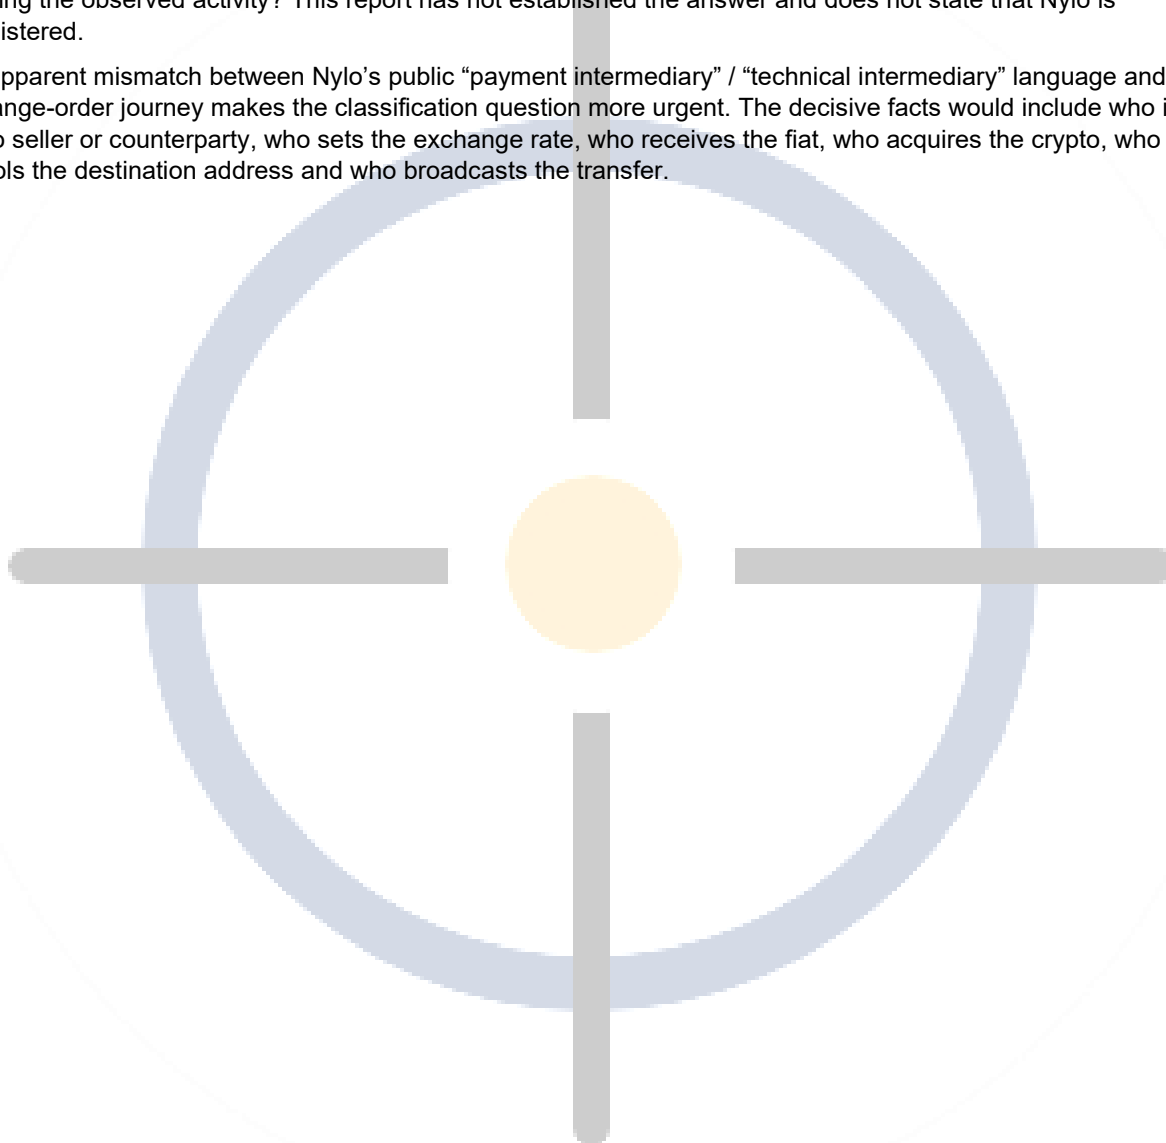 ing the observed activity? This report has not established the answer and does not state that Nylo is
istered.
pparent mismatch between Nylo’s public “payment intermediary” / “technical intermediary” language and
ange-order journey makes the classification question more urgent. The decisive facts would include who i
o seller or counterparty, who sets the exchange rate, who receives the fiat, who acquires the crypto, who
ols the destination address and who broadcasts the transfer.